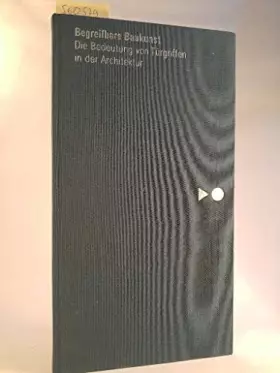 Begreifbare Baukunst
Die Bedeutung von Türgriffen
in der Architektur